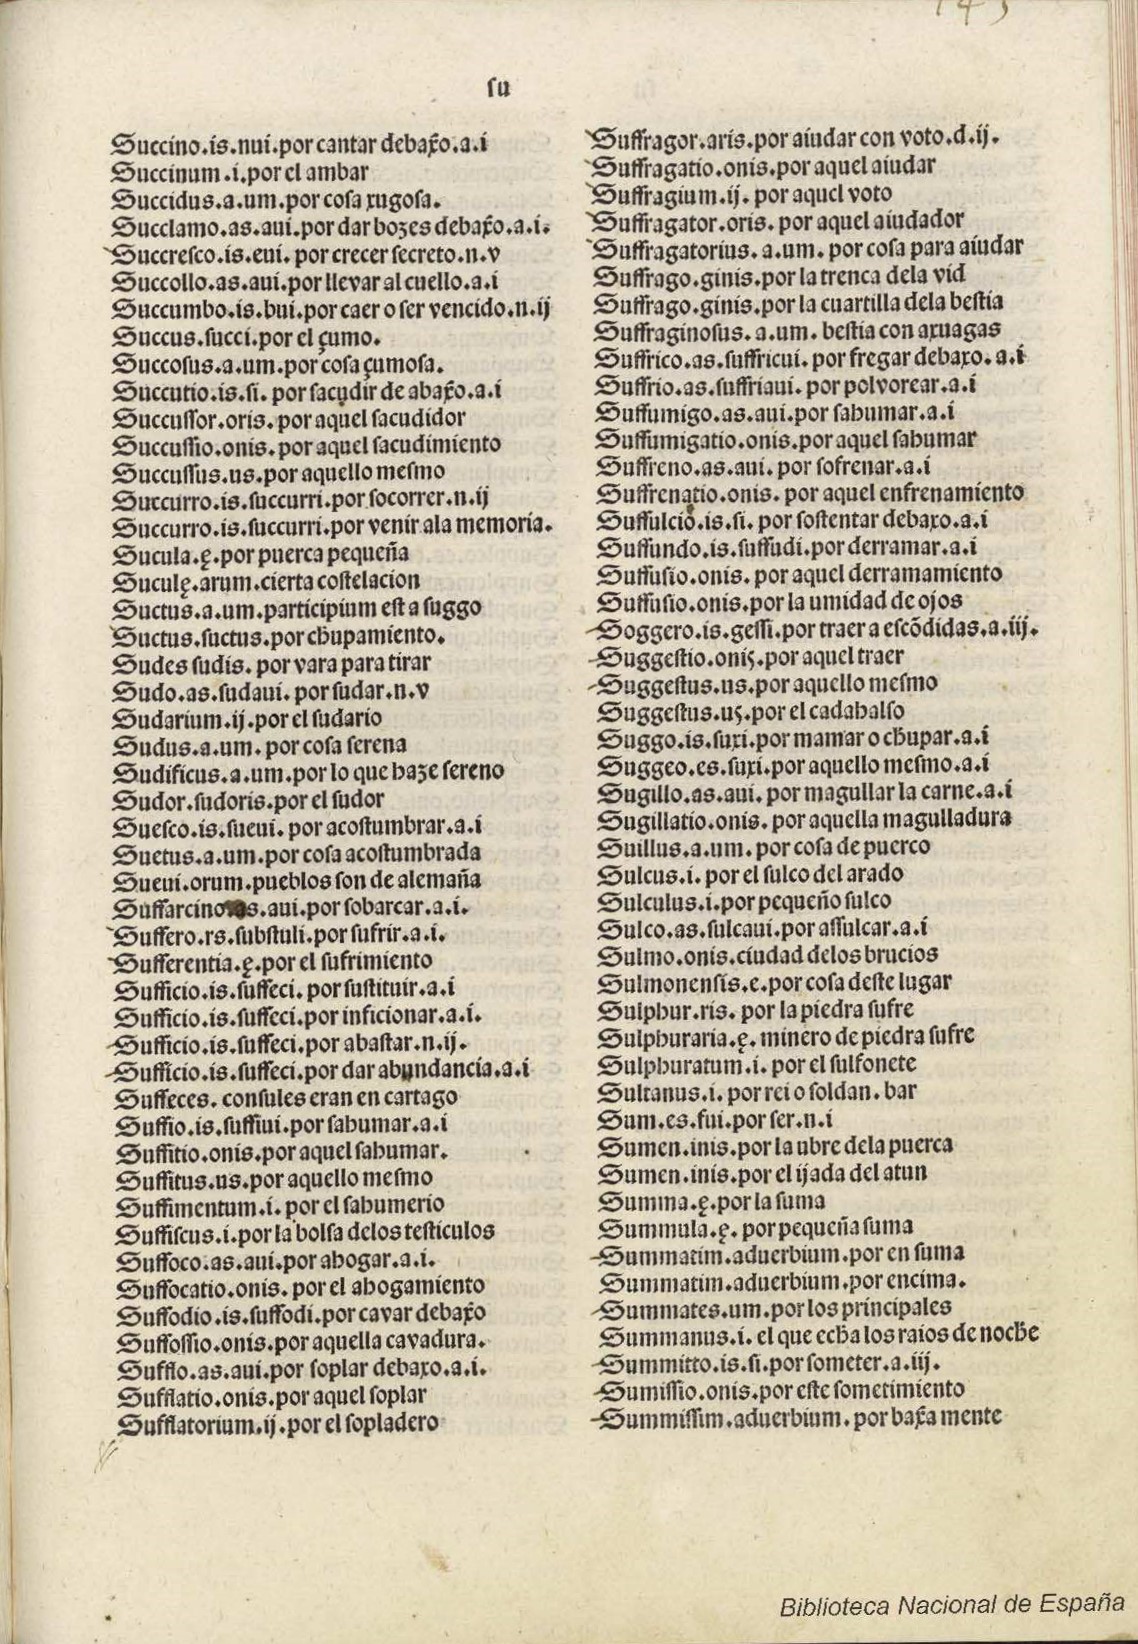 su
Succino.is.nui.por cantar debaxo.a.i
Succinum.i.por el ambar
Succidus.a.um.por cosa xugosa.
Succlamo.as.aui.por dar bozes debaxo.a.i.
Succresco.is.eui.por crecer secreto.n.v
Succollo.as.aui.por llevar al cuello.a.i
Succumbo.is.bui.por caer o ser vencido.n.ij
Succus.succi.por el çumo.
Succosus.a.um.por cosa çumosa.
Succutio.is.si.por sacudir de abaxo.a.i
Succussor.oris.por aquel sacudidor
Succussio.onis.por aquel sacudimiento
Succussus.us.por aquello mesmo
Succurro.is.succurri.por socorrer.n.ij
Succurro.is.succurri.por venir ala memoria.
Sucula.ę.por puerca pequeña
Suculę.arum.cierta costelacion
Suctus.a.um.participium est a suggo
Suctus.suctus.por chupamiento.
Sudes sudis.por vara para tirar
Sudo.as.sudaui.por sudar.n.v
Sudarium.ij.por el sudario
Sudus.a.um.por cosa serena
Sudificus.a.um.por lo que haze sereno
Sudor.sudoris.por el sudor
Suesco.is.sueui.por acostumbrar.a.i
Suetus.a.um.por cosa acostumbrada
Sueui.orum.pueblos son de alemaña
Suffarcino.as.aui.por sobarcar.a.i.
Suffero.rs.substuli.por sufrir.a.i.
Sufferentia.ę.por el sufrimiento
Sufficio.is.suffeci.por sustituir.a.i
Sufficio.is.suffeci.por inficionar.a.i.
Sufficio.is.suffeci.por abastar.n.ij.
Sufficio.is.suffeci.por dar abundancia.a.i
Suffeces.consules eran en cartago
Suffio.is.suffiui.por sahumar.a.i
Suffitio.onis.por aquel sahumar.
Suffitus.us.por aquello mesmo
Suffimentum.i.por el sahumerio
Suffiscus.i.por la bolsa delos testiculos
Suffoco.as.aui.por ahogar.a.i.
Suffocatio.onis.por el ahogamiento
Suffodio.is.suffodi.por cavar debaxo
Suffossio.onis.por aquella cavadura.
Sufflo.as.aui.por soplar debaxo.a.i.
Sufflatio.onis.por aquel soplar
Sufflatorium.ij.por el sopladero
Suffragor.aris.por aiudar con voto.d.ij.
Suffragatio.onis.por aquel aiudar
Suffragium.ij.por aquel voto
Suffragator.oris.por aquel aiudador
Suffragatorius.a.um.por cosa para aiudar
Suffrago.ginis.por la trenca dela vid
Suffrago.ginis.por la cuartilla dela bestia
Suffraginosus.a.um.bestia con axuagas
Suffrico.as.suffricui.por fregar debaxo.a.i
Suffrio.as.suffriaui.por polvorear.a.i
Suffumigo.as.aui.por sahumar.a.i
Suffumigatio.onis.por aquel sahumar
Suffreno.as.aui.por sofrenar.a.i
Suffrenatio.onis.por aquel enfrenamiento
Suffulcio.is.si.por sostentar debaxo.a.i
Suffundo.is.suffudi.por derramar.a.i
Suffusio.onis.por aquel derramamiento
Suffusio.onis.por la umidad de ojos
Soggero.is.gessi.por traer a escõdidas.a.iij.
Suggestio.onis.por aquel traer
Suggestus.us.por aquello mesmo
Suggestus.us.por el cadahalso
Suggo.is.suxi.por mamar o chupar.a.i
Suggeo.es.suxi.por aquello mesmo.a.i
Sugillo.as.aui.por magullar la carne.a.i
Sugillatio.onis.por aquella magulladura
Suillus.a.um.por cosa de puerco
Sulcus.i.por el sulco del arado
Sulculus.i.por pequeño sulco
Sulco.as.sulcaui.por assulcar.a.i
Sulmo.onis.ciudad delos brucios
Sulmonensis.e.por cosa deste lugar
Sulphur.ris.por la piedra sufre
Sulphuraria.ę.minero de piedra sufre
Sulphuratum.i.por el sulfonete
Sultanus.i.por rei o soldan.bar
Sum.es.fui.por ser.n.i
Sumen.inis.por la ubre dela puerca
Sumen.inis.por el ijada del atun
Summa.ę.por la suma
Summula.ę.por pequeña suma
Summatim.aduerbium.por en suma
Summatim.aduerbium.por encima.
Summates.um.por los principales
Summanus.i.el que echa los raios de noche
Summitto.is.si.por someter.a.iij.
Sumissio.onis.por este sometimiento
Summissim.aduerbium.por baxa mente
Biblioteca Nacional de España